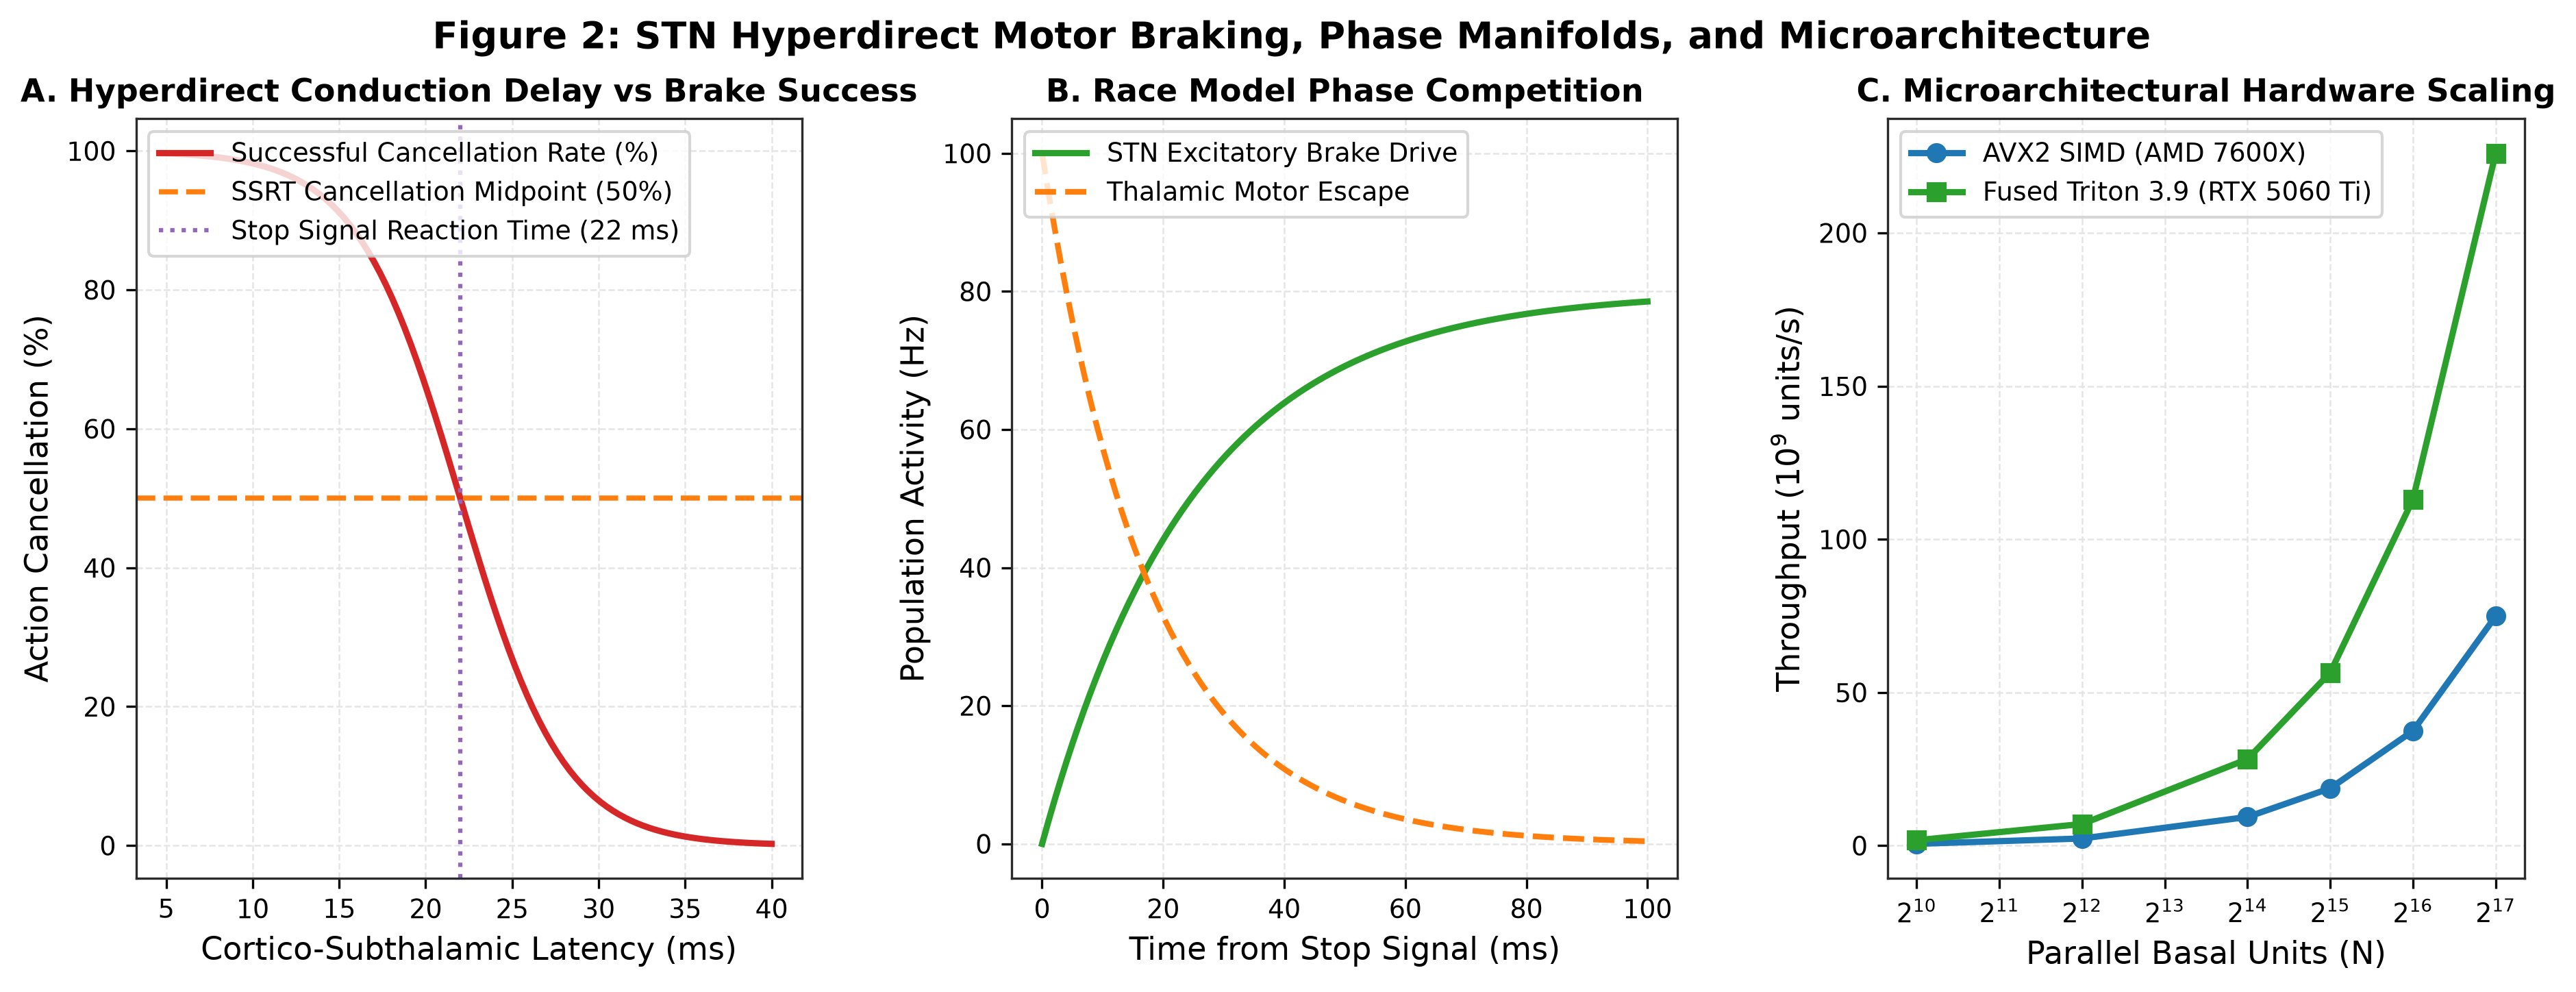 Figure 2: STN Hyperdirect Motor Braking, Phase Manifolds, and Microarchitecture
A. Hyperdirect Conduction Delay vs Brake Success
Successful Cancellation Rate (%)
SSRT Cancellation Midpoint (50%)
Stop Signal Reaction Time (22 ms)
Action Cancellation (%)
100
80
60
40
20
0
5 10 15 20 25 30 35 40
Cortico-Subthalamic Latency (ms)
B. Race Model Phase Competition
STN Excitatory Brake Drive
Thalamic Motor Escape
Population Activity (Hz)
100
80
60
40
20
0
0 20 40 60 80 100
Time from Stop Signal (ms)
C. Microarchitectural Hardware Scaling
AVX2 SIMD (AMD 7600X)
Fused Triton 3.9 (RTX 5060 Ti)
Throughput (10⁹ units/s)
200
150
100
50
0
2¹⁰ 2¹¹ 2¹² 2¹³ 2¹⁴ 2¹⁵ 2¹⁶ 2¹⁷
Parallel Basal Units (N)